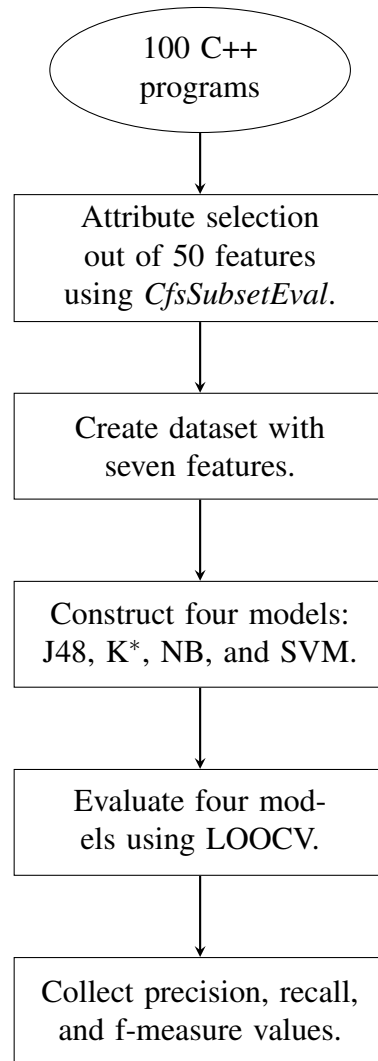 100 C++
programs
Attribute selection
out of 50 features
using CfsSubsetEval.
Create dataset with
seven features.
Construct four models:
J48, K*, NB, and SVM.
Evaluate four mod-
els using LOOCV.
Collect precision, recall,
and f-measure values.